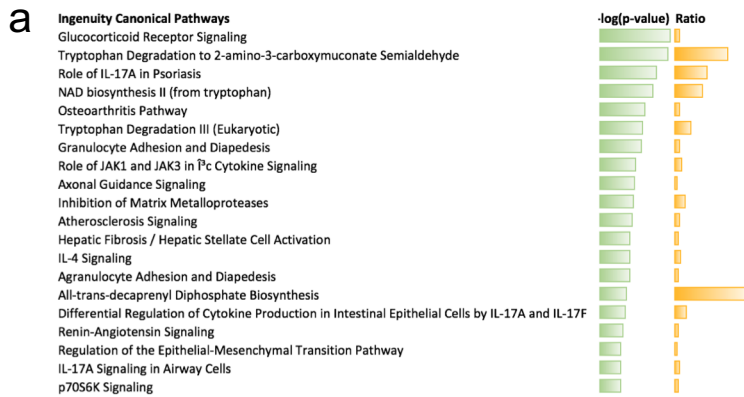 a
Ingenuity Canonical Pathways -log(p-value) Ratio
Glucocorticoid Receptor Signaling
Tryptophan Degradation to 2-amino-3-carboxymuconate Semialdehyde
Role of IL-17A in Psoriasis
NAD biosynthesis II (from tryptophan)
Osteoarthritis Pathway
Tryptophan Degradation III (Eukaryotic)
Granulocyte Adhesion and Diapedesis
Role of JAK1 and JAK3 in Î³c Cytokine Signaling
Axonal Guidance Signaling
Inhibition of Matrix Metalloproteases
Atherosclerosis Signaling
Hepatic Fibrosis / Hepatic Stellate Cell Activation
IL-4 Signaling
Agranulocyte Adhesion and Diapedesis
All-trans-decaprenyl Diphosphate Biosynthesis
Differential Regulation of Cytokine Production in Intestinal Epithelial Cells by IL-17A and IL-17F
Renin-Angiotensin Signaling
Regulation of the Epithelial-Mesenchymal Transition Pathway
IL-17A Signaling in Airway Cells
p70S6K Signaling